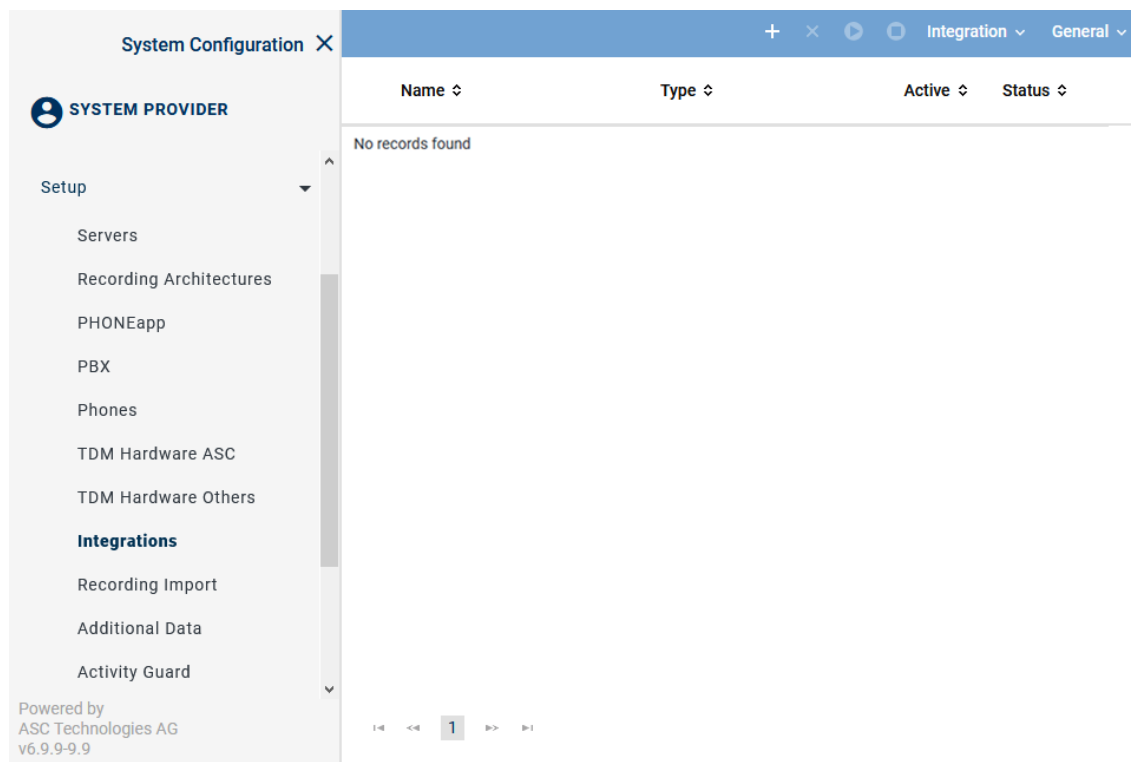 System Configuration
SYSTEM PROVIDER
Setup
Servers
Recording Architectures
PHONEapp
PBX
Phones
TDM Hardware ASC
TDM Hardware Others
Integrations
Recording Import
Additional Data
Activity Guard
Powered by
ASC Technologies AG
v6.9.9-9.9
Integration General
Name Type Active Status
No records found
1